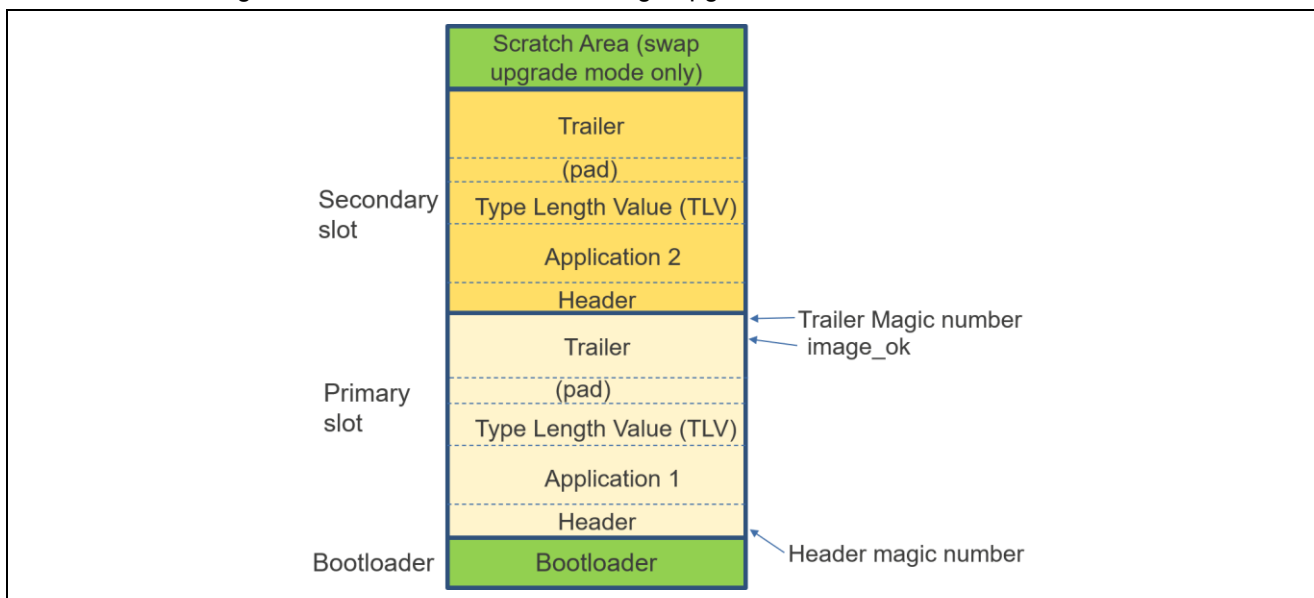 Scratch Area (swap
upgrade mode only)
Trailer
(pad)
Secondary
slot
Type Length Value (TLV)
Application 2
Header
Trailer Magic number
image_ok
Trailer
(pad)
Primary
slot
Type Length Value (TLV)
Application 1
Header
Header magic number
Bootloader
Bootloader